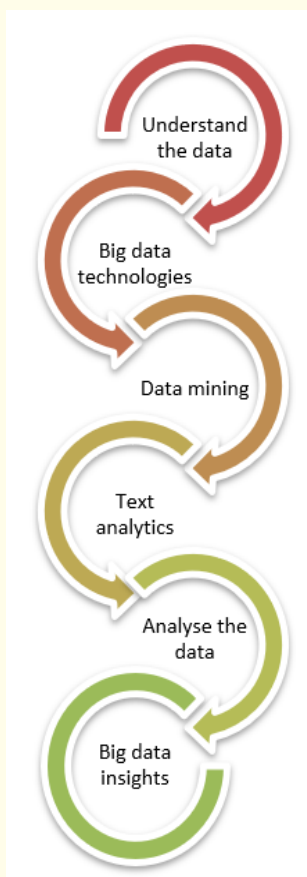 Understand
the data
Big data
technologies
Data mining
Text
analytics
Analyse the
data
Big data
insights